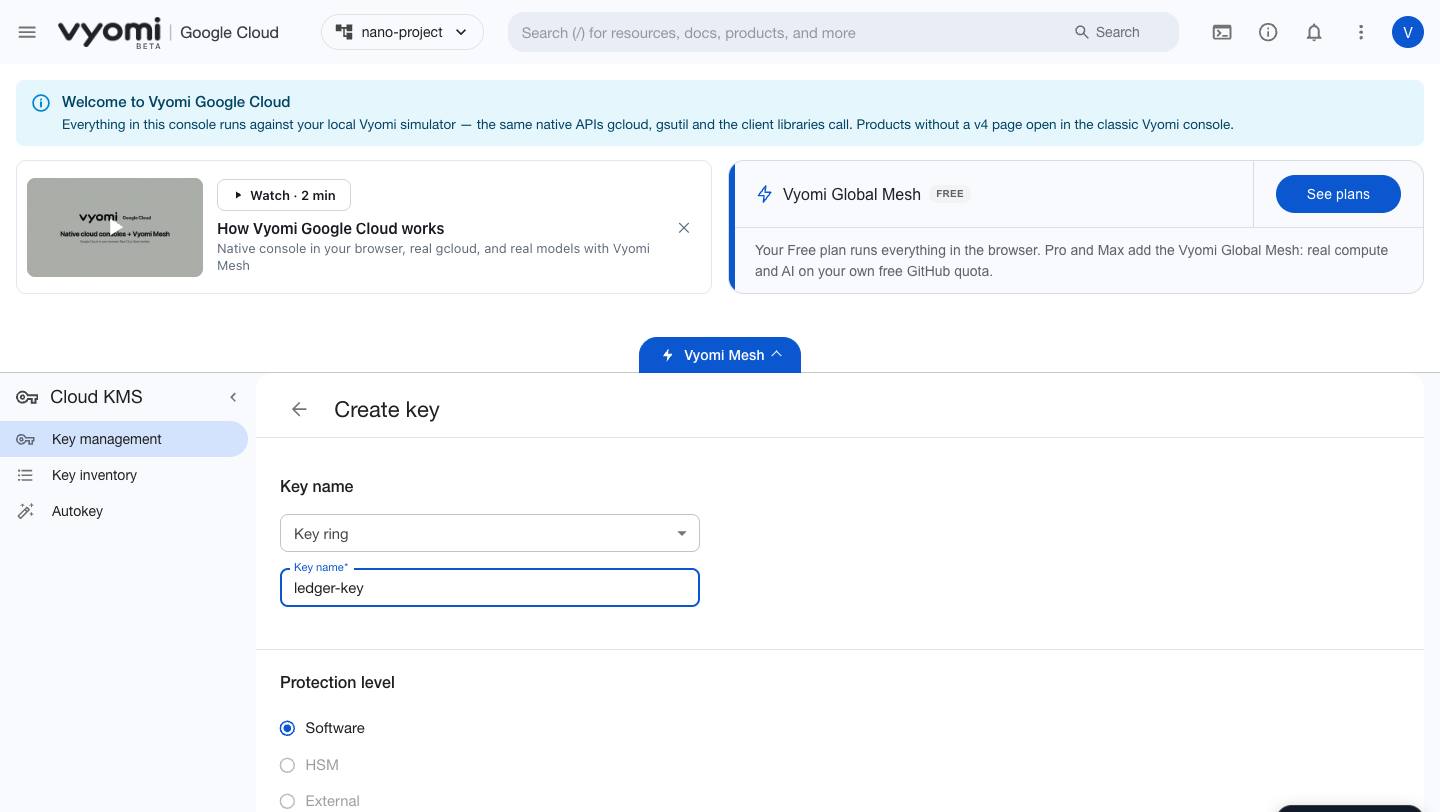 vyomi
BETA
Google Cloud
nano-project
Search (/) for resources, docs, products, and more
Search
V
Welcome to Vyomi Google Cloud
Everything in this console runs against your local Vyomi simulator — the same native APIs gcloud, gsutil and the client libraries call. Products without a v4 page open in the classic Vyomi console.
vyomi Google Cloud
Native cloud consoles + Vyomi Mesh
Watch · 2 min
How Vyomi Google Cloud works
Native console in your browser, real gcloud, and real models with Vyomi
Mesh
Vyomi Global Mesh
FREE
See plans
Your Free plan runs everything in the browser. Pro and Max add the Vyomi Global Mesh: real compute
and AI on your own free GitHub quota.
Vyomi Mesh
Cloud KMS
Key management
Key inventory
Autokey
Create key
Key name
Key ring
Key name*
ledger-key
Protection level
Software
HSM
External